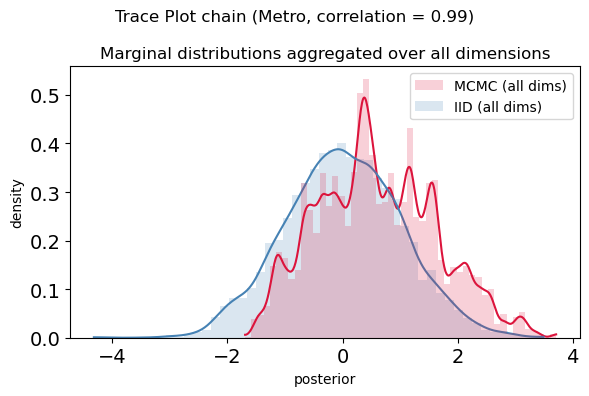 Trace Plot chain (Metro, correlation = 0.99)
Marginal distributions aggregated over all dimensions
MCMC (all dims)
IID (all dims)
density
0.5
0.4
0.3
0.2
0.1
0.0
−4
−2
0
2
4
posterior